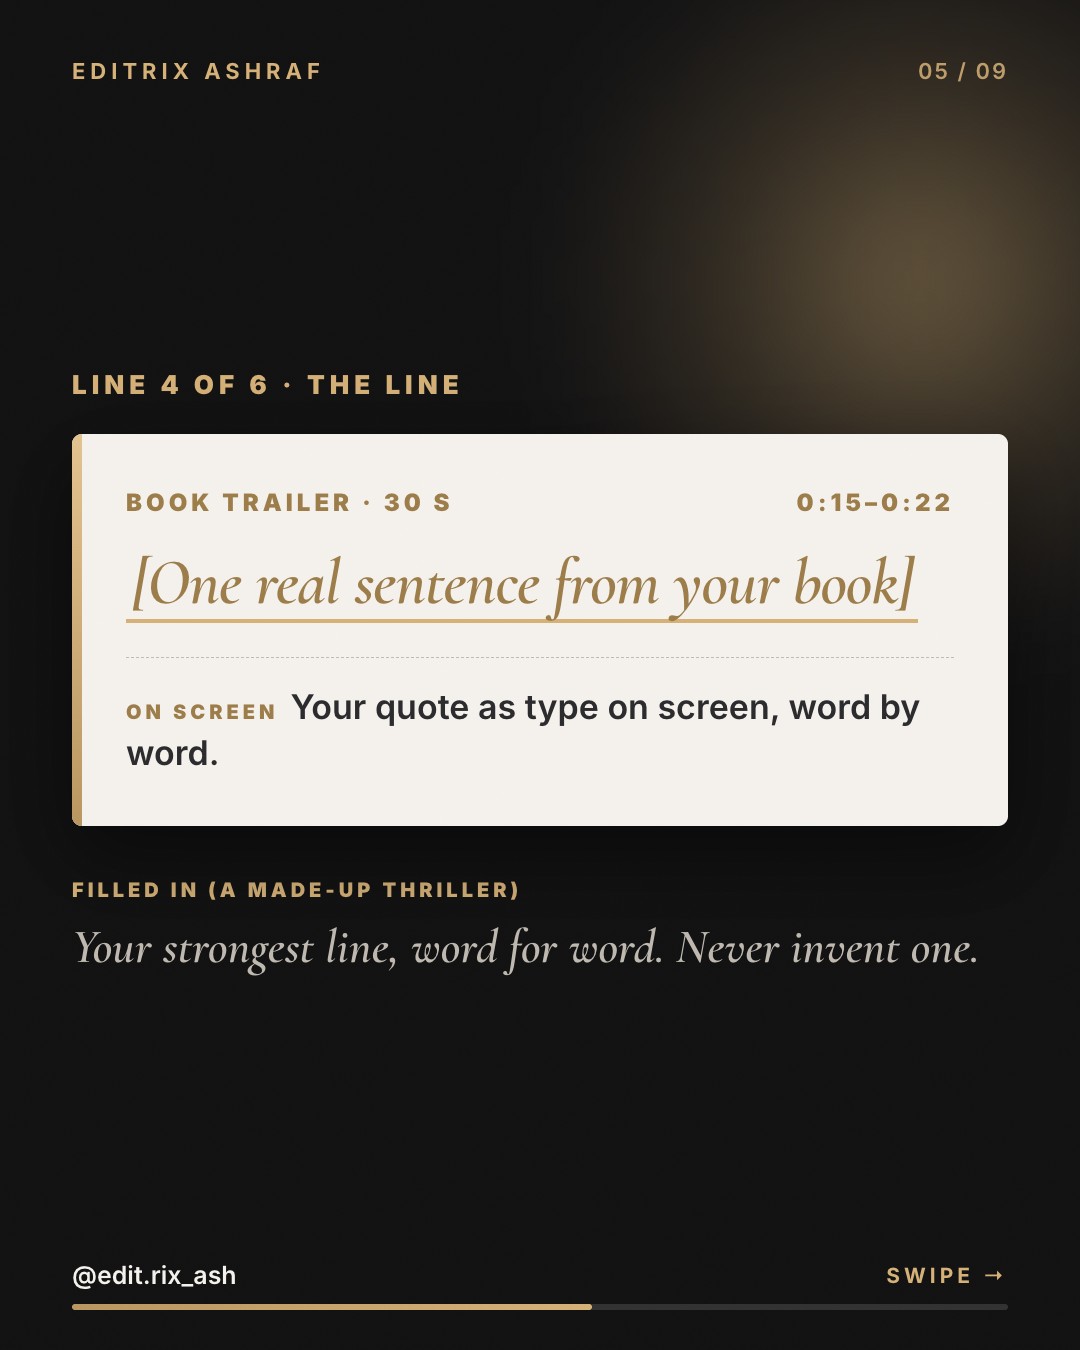 EDITRIX ASHRAF
05 / 09
LINE 4 OF 6 · THE LINE
BOOK TRAILER · 30 S
0:15–0:22
[One real sentence from your book]
ON SCREEN Your quote as type on screen, word by
word.
FILLED IN (A MADE-UP THRILLER)
Your strongest line, word for word. Never invent one.
@edit.rix_ash
SWIPE →